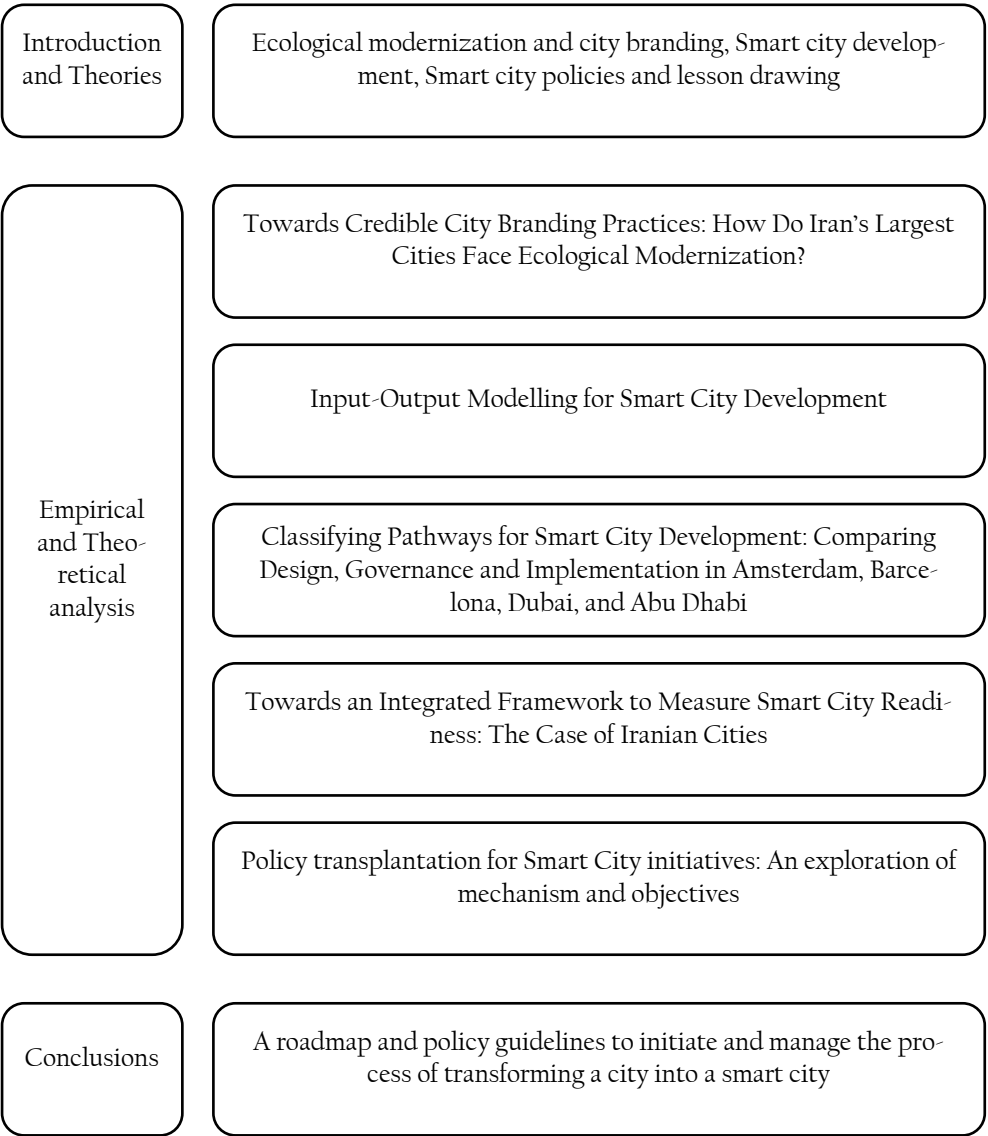 Introduction
and Theories
Ecological modernization and city branding, Smart city develop-
ment, Smart city policies and lesson drawing
Empirical
and Theo-
retical
analysis
Towards Credible City Branding Practices: How Do Iran’s Largest
Cities Face Ecological Modernization?
Input-Output Modelling for Smart City Development
Classifying Pathways for Smart City Development: Comparing
Design, Governance and Implementation in Amsterdam, Barce-
lona, Dubai, and Abu Dhabi
Towards an Integrated Framework to Measure Smart City Readi-
ness: The Case of Iranian Cities
Policy transplantation for Smart City initiatives: An exploration of
mechanism and objectives
Conclusions
A roadmap and policy guidelines to initiate and manage the pro-
cess of transforming a city into a smart city